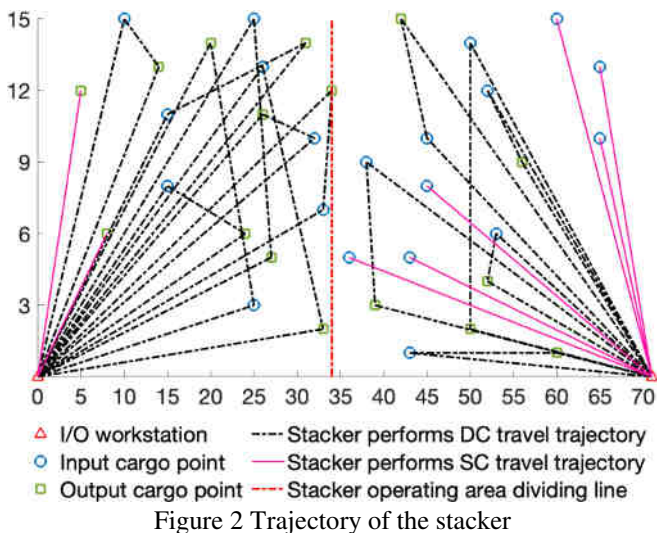 15
12
9
6
3
0 5 10 15 20 25 30 35 40 45 50 55 60 65 71
I/O workstation Stacker performs DC travel trajectory
Input cargo point Stacker performs SC travel trajectory
Output cargo point Stacker operating area dividing line
Figure 2 Trajectory of the stacker